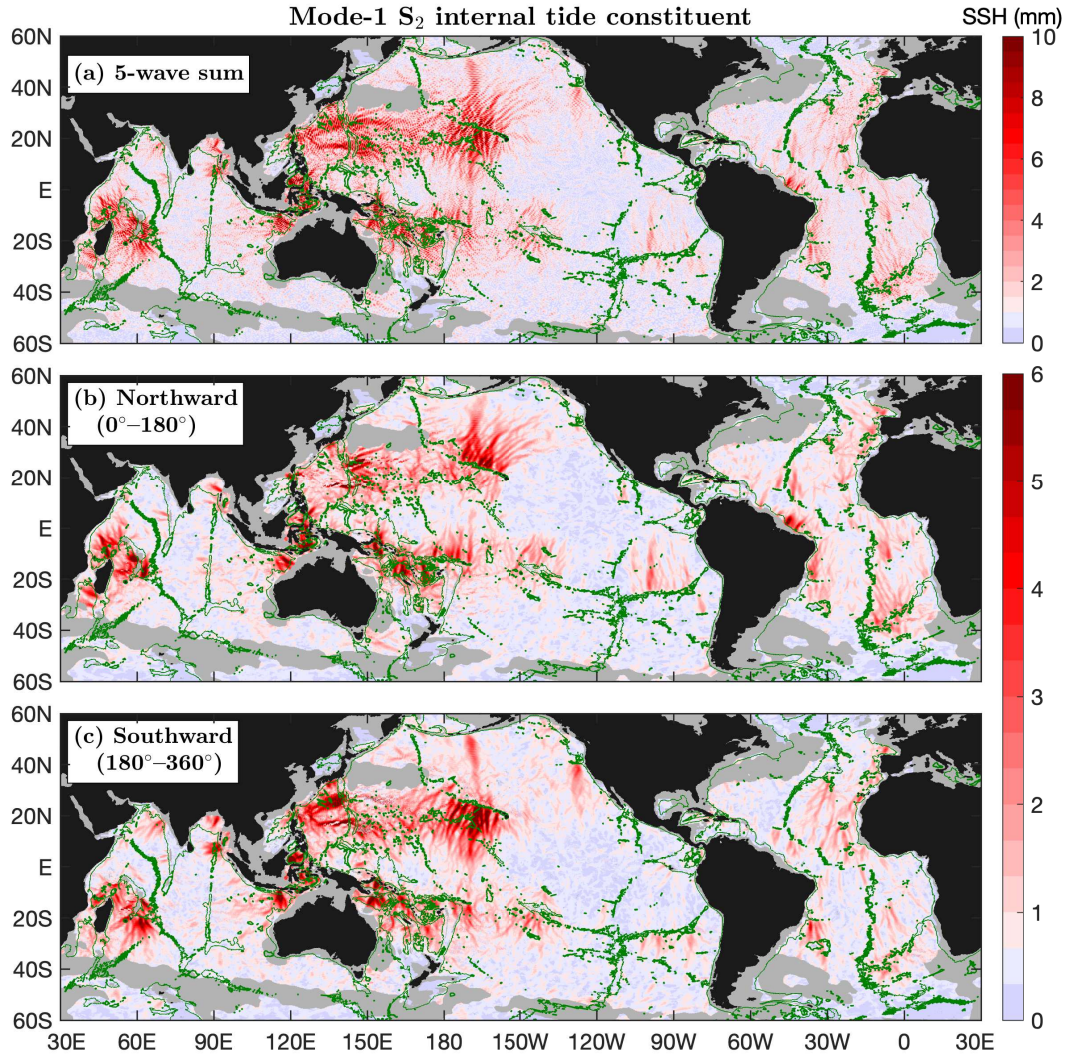 Mode-1 S₂ internal tide constituent
SSH (mm)
60N
40N
20N
E
20S
40S
60S
(a) 5-wave sum
10
8
6
4
2
0
60N
40N
20N
E
20S
40S
60S
(b) Northward
(0°–180°)
60N
40N
20N
E
20S
40S
60S
(c) Southward
(180°–360°)
6
5
4
3
2
1
0
30E 60E 90E 120E 150E 180 150W 120W 90W 60W 30W 0 30E